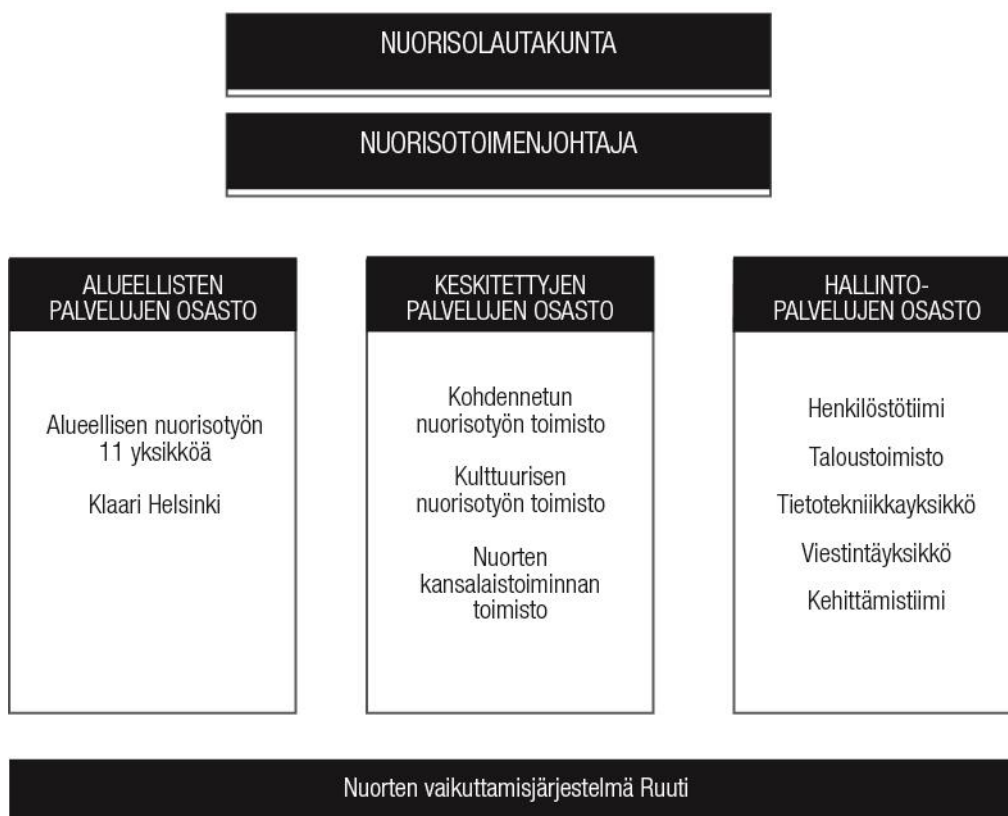 NUORISOLAUTAKUNTA
NUORISOTOIMENJOHTAJA
ALUEELLISTEN
PALVELUJEN OSASTO
Alueellisen nuorisotyön
11 yksikköä
Klaari Helsinki
KESKITETTYJEN
PALVELUJEN OSASTO
Kohdennetun
nuorisotyön toimisto
Kulttuurisen
nuorisotyön toimisto
Nuorten
kansalaistoiminnan
toimisto
HALLINTO-
PALVELUJEN OSASTO
Henkilöstötiimi
Taloustoimisto
Tietotekniikkayksikkö
Viestintäyksikkö
Kehittämistiimi
Nuorten vaikuttamisjärjestelmä Ruuti